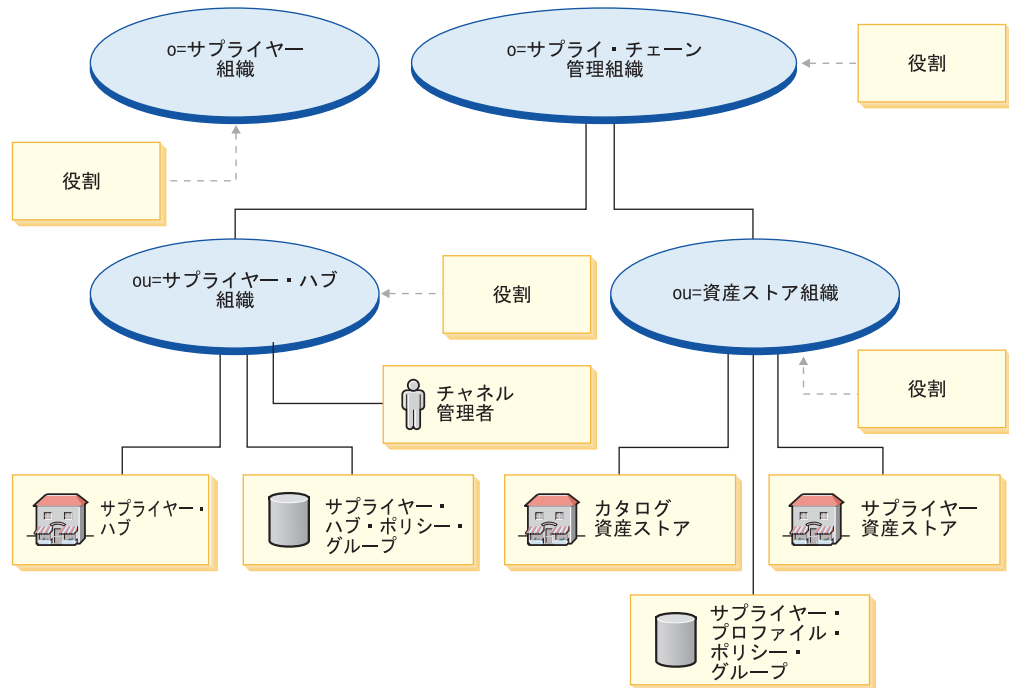 o=サプライヤー
組織
o=サプライ・チェーン
管理組織
役割
役割
ou=サプライヤー・ハブ
組織
役割
ou=資産ストア組織
役割
チャネル
管理者
サプライヤー・
ハブ
サプライヤー・
ハブ・ポリシー・
グループ
カタログ
資産ストア
サプライヤー
資産ストア
サプライヤー・
プロファイル・
ポリシー・
グループ